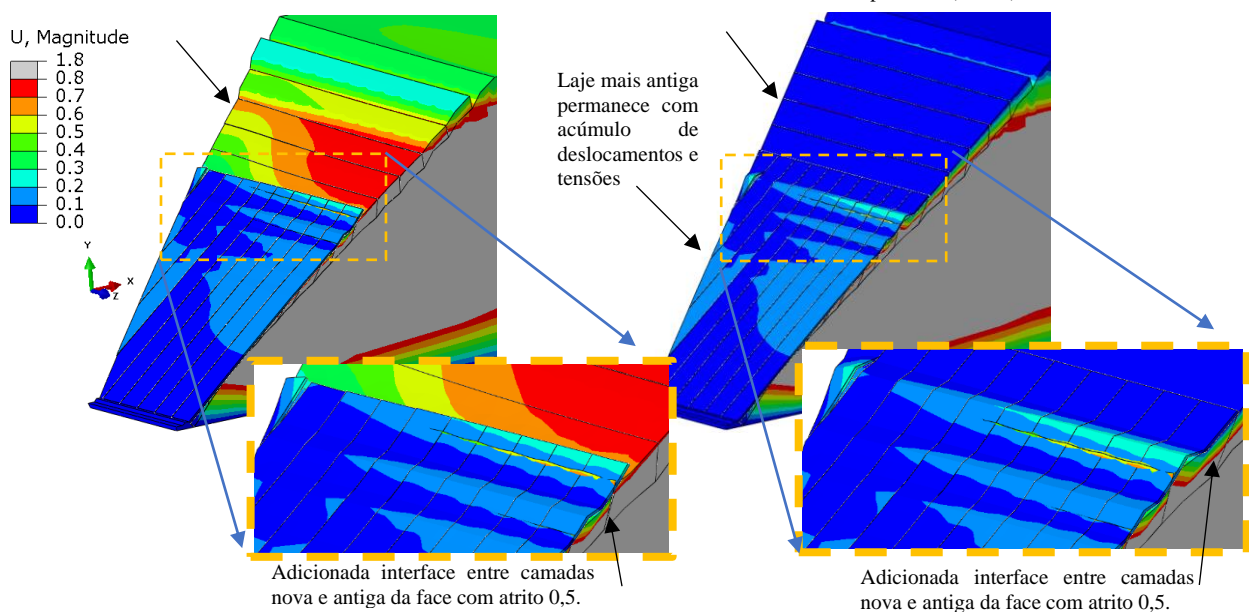 U, Magnitude
1.8
0.8
0.7
0.6
0.5
0.4
0.3
0.2
0.1
0.0
Y
X
Z
Laje mais antiga
permanece com
acúmulo de
deslocamentos e
tensões
Adicionada interface entre camadas
nova e antiga da face com atrito 0,5.
Adicionada interface entre camadas
nova e antiga da face com atrito 0,5.